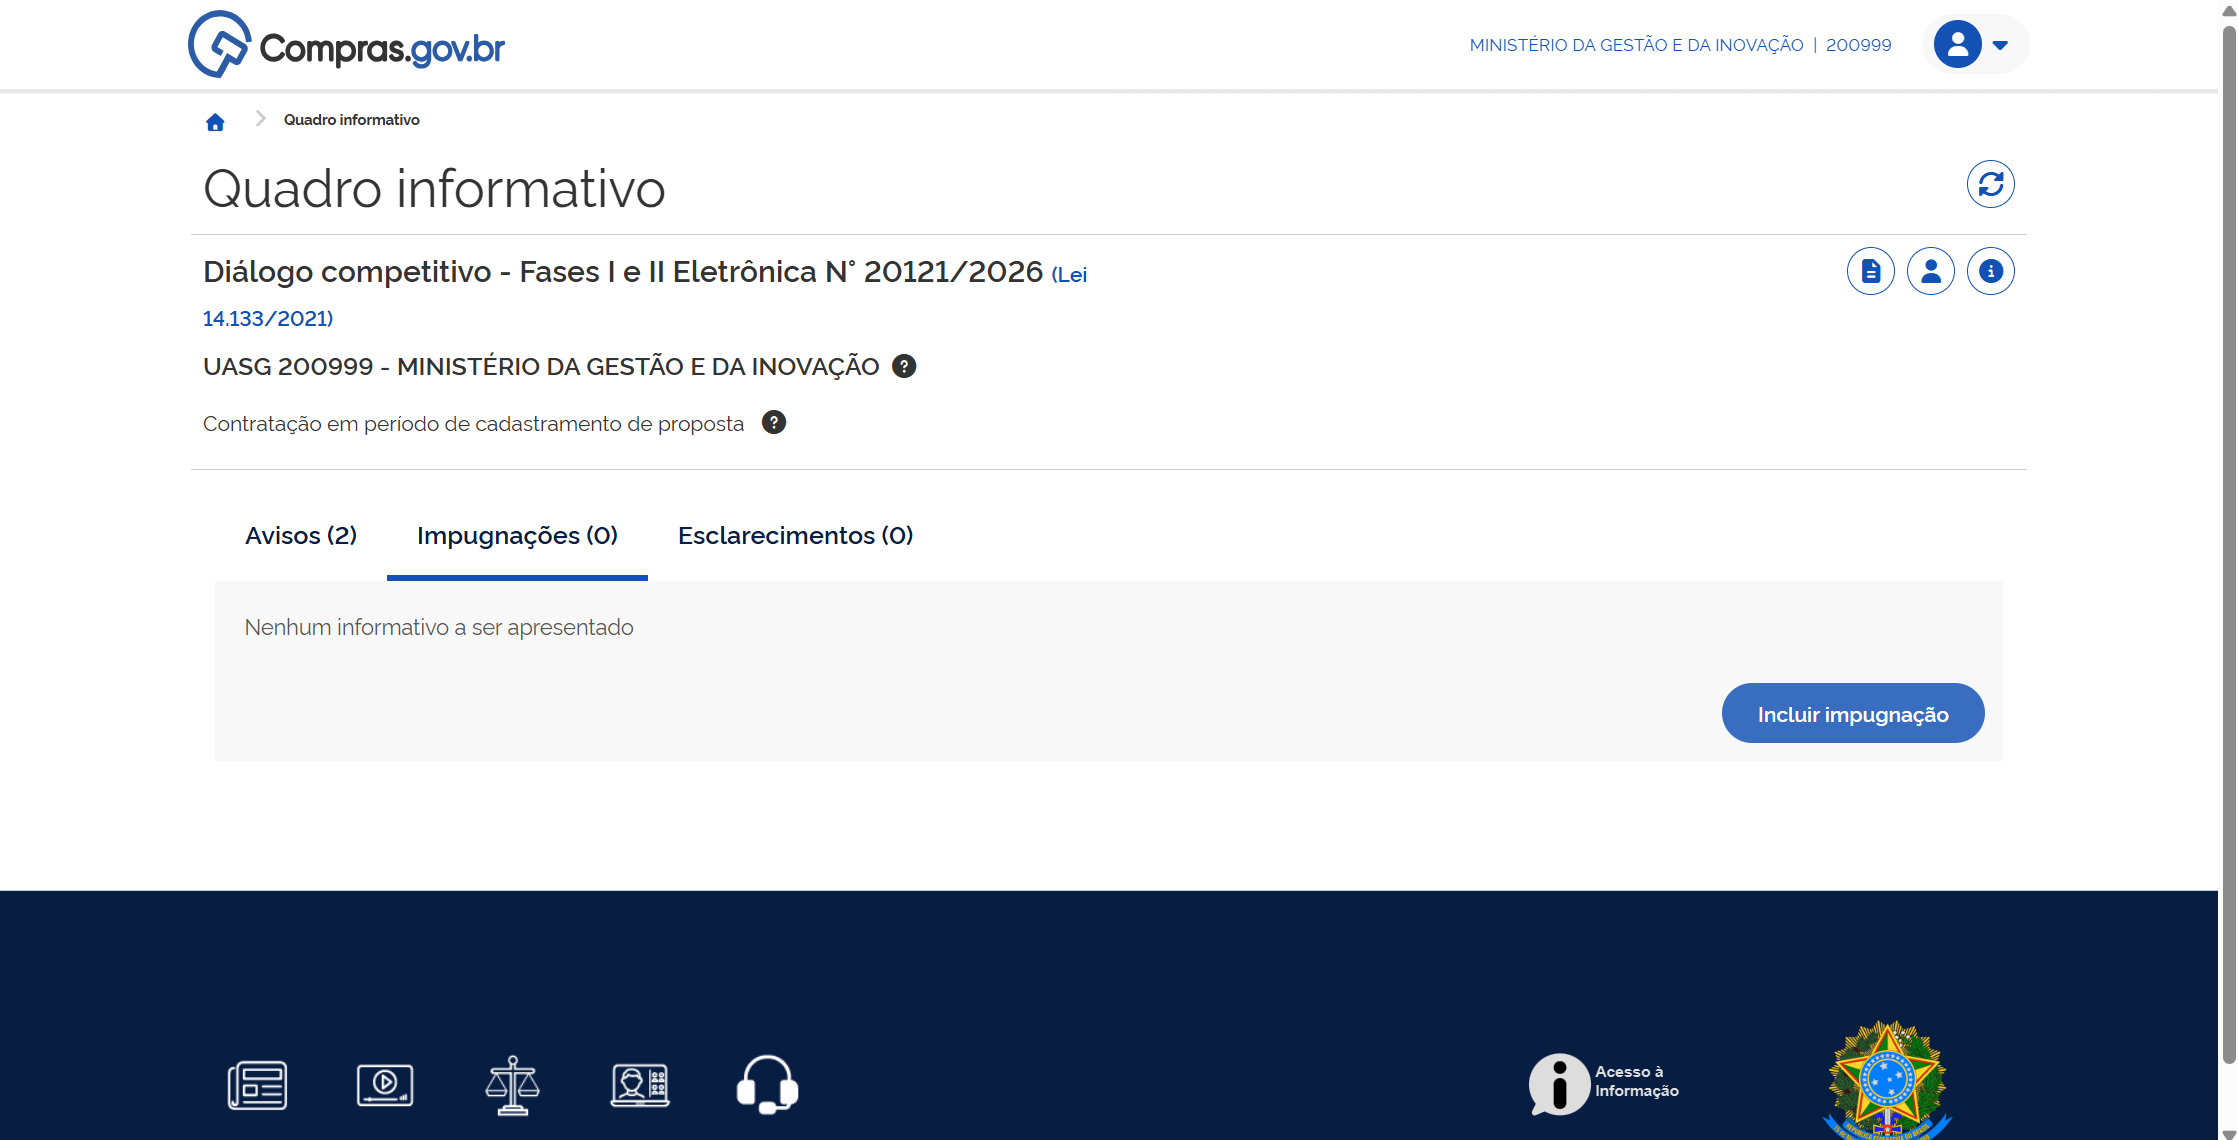 Compras.gov.br
MINISTÉRIO DA GESTÃO E DA INOVAÇÃO | 200999
Quadro informativo
Quadro informativo
Diálogo competitivo - Fases I e II Eletrônica N° 20121/2026 (Lei
14.133/2021)
UASG 200999 - MINISTÉRIO DA GESTÃO E DA INOVAÇÃO
Contratação em período de cadastramento de proposta
Avisos (2) Impugnações (0) Esclarecimentos (0)
Nenhum informativo a ser apresentado
Incluir impugnação
Acesso à
Informação